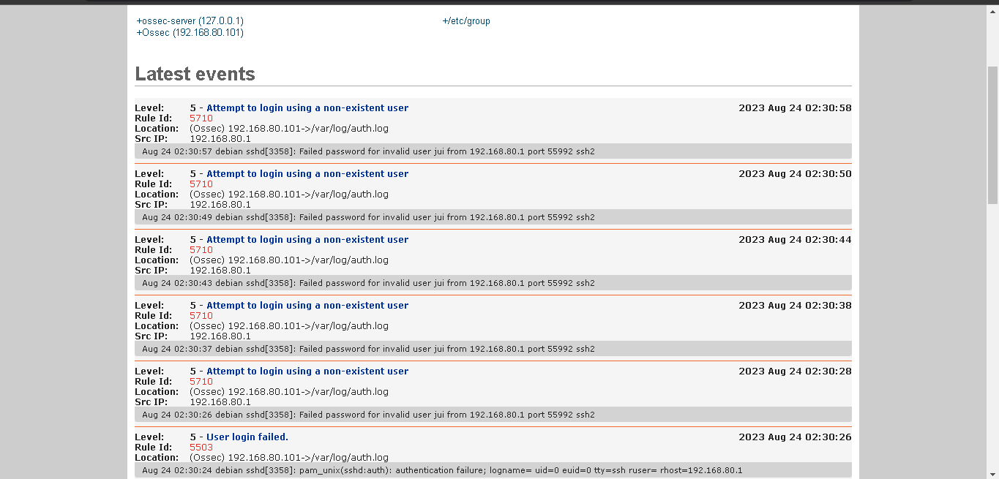 +ossec-server (127.0.0.1) +/etc/group
+Ossec (192.168.80.101)
Latest events
Level: 5 - Attempt to login using a non-existent user 2023 Aug 24 02:30:58
Rule Id: 5710
Location: (Ossec) 192.168.80.101->/var/log/auth.log
Src IP: 192.168.80.1
Aug 24 02:30:57 debian sshd[3358]: Failed password for invalid user jui from 192.168.80.1 port 55992 ssh2
Level: 5 - Attempt to login using a non-existent user 2023 Aug 24 02:30:50
Rule Id: 5710
Location: (Ossec) 192.168.80.101->/var/log/auth.log
Src IP: 192.168.80.1
Aug 24 02:30:49 debian sshd[3358]: Failed password for invalid user jui from 192.168.80.1 port 55992 ssh2
Level: 5 - Attempt to login using a non-existent user 2023 Aug 24 02:30:44
Rule Id: 5710
Location: (Ossec) 192.168.80.101->/var/log/auth.log
Src IP: 192.168.80.1
Aug 24 02:30:43 debian sshd[3358]: Failed password for invalid user jui from 192.168.80.1 port 55992 ssh2
Level: 5 - Attempt to login using a non-existent user 2023 Aug 24 02:30:38
Rule Id: 5710
Location: (Ossec) 192.168.80.101->/var/log/auth.log
Src IP: 192.168.80.1
Aug 24 02:30:37 debian sshd[3358]: Failed password for invalid user jui from 192.168.80.1 port 55992 ssh2
Level: 5 - Attempt to login using a non-existent user 2023 Aug 24 02:30:28
Rule Id: 5710
Location: (Ossec) 192.168.80.101->/var/log/auth.log
Src IP: 192.168.80.1
Aug 24 02:30:26 debian sshd[3358]: Failed password for invalid user jui from 192.168.80.1 port 55992 ssh2
Level: 5 - User login failed. 2023 Aug 24 02:30:26
Rule Id: 5503
Location: (Ossec) 192.168.80.101->/var/log/auth.log
Aug 24 02:30:24 debian sshd[3358]: pam_unix(sshd:auth): authentication failure; logname= uid=0 euid=0 tty=ssh ruser= rhost=192.168.80.1